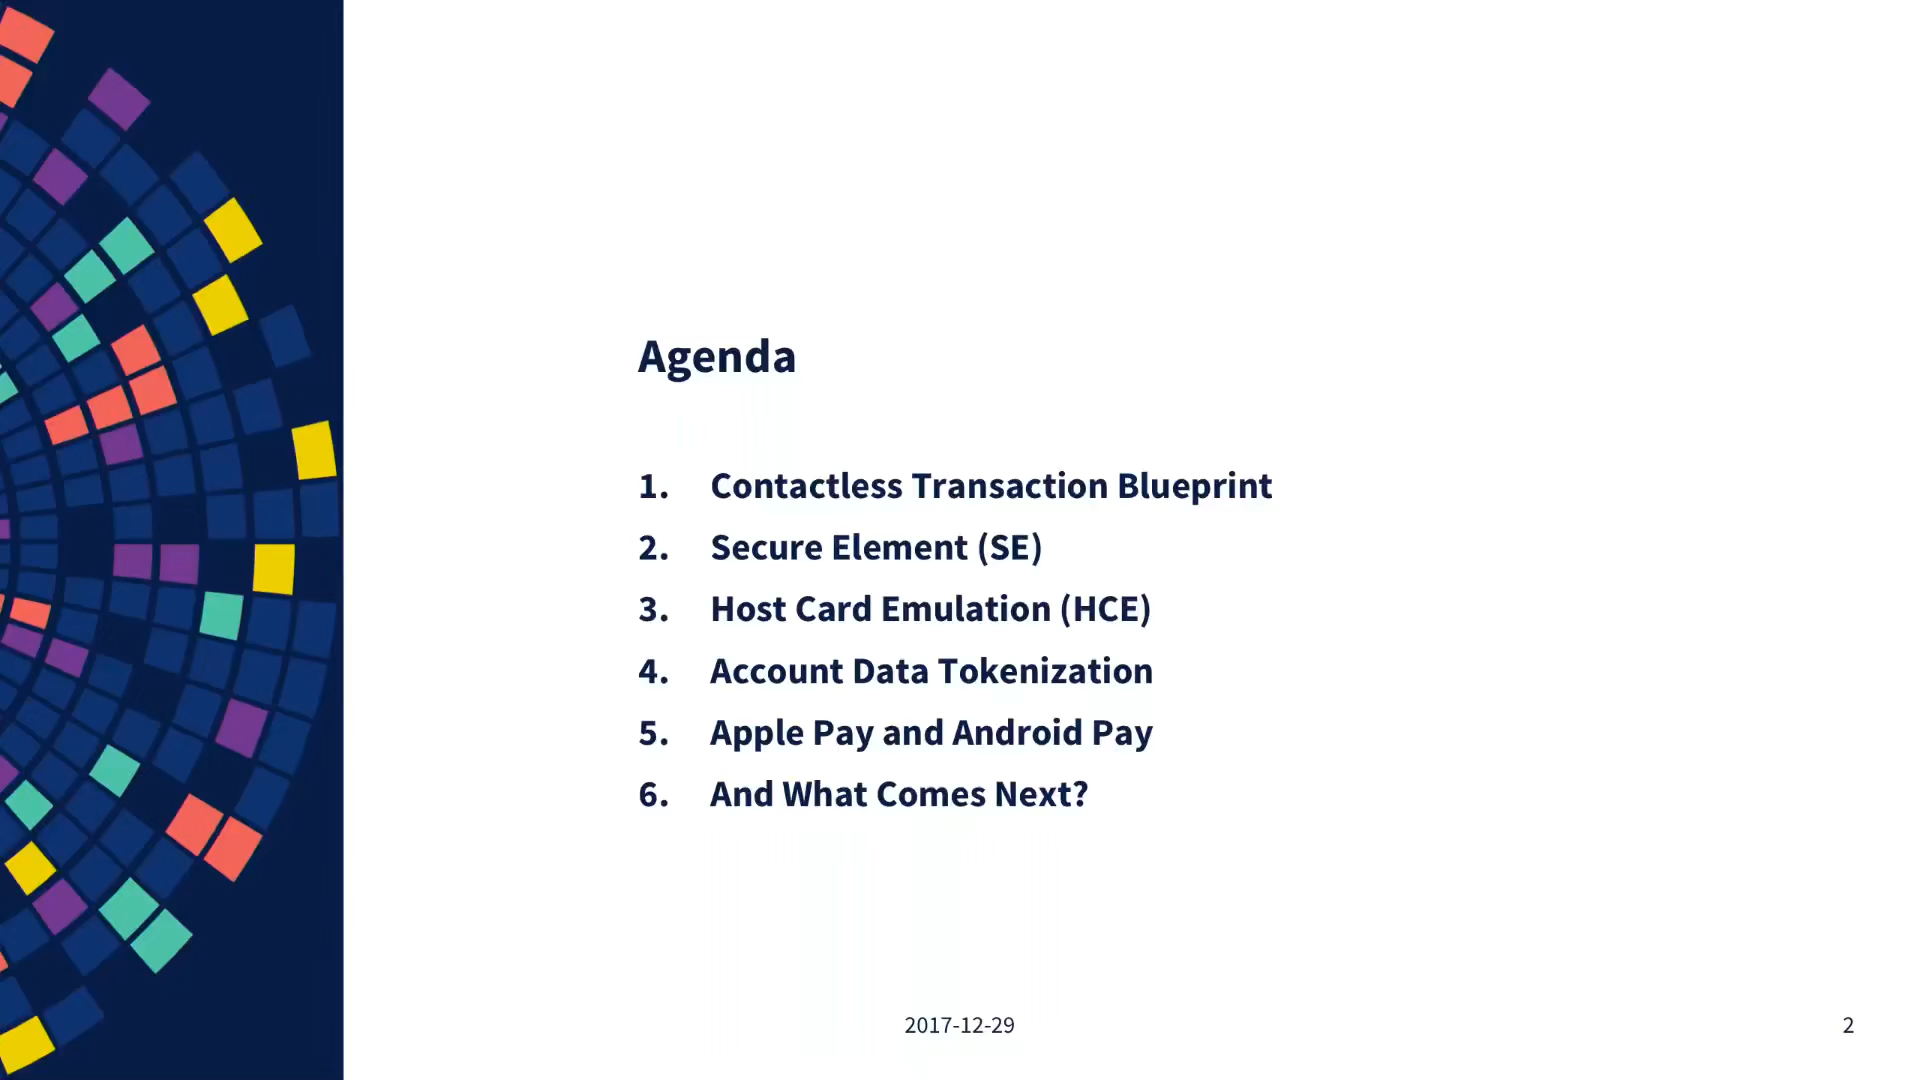 Agenda
1. Contactless Transaction Blueprint
2. Secure Element (SE)
3. Host Card Emulation (HCE)
4. Account Data Tokenization
5. Apple Pay and Android Pay
6. And What Comes Next?
2017-12-29
2